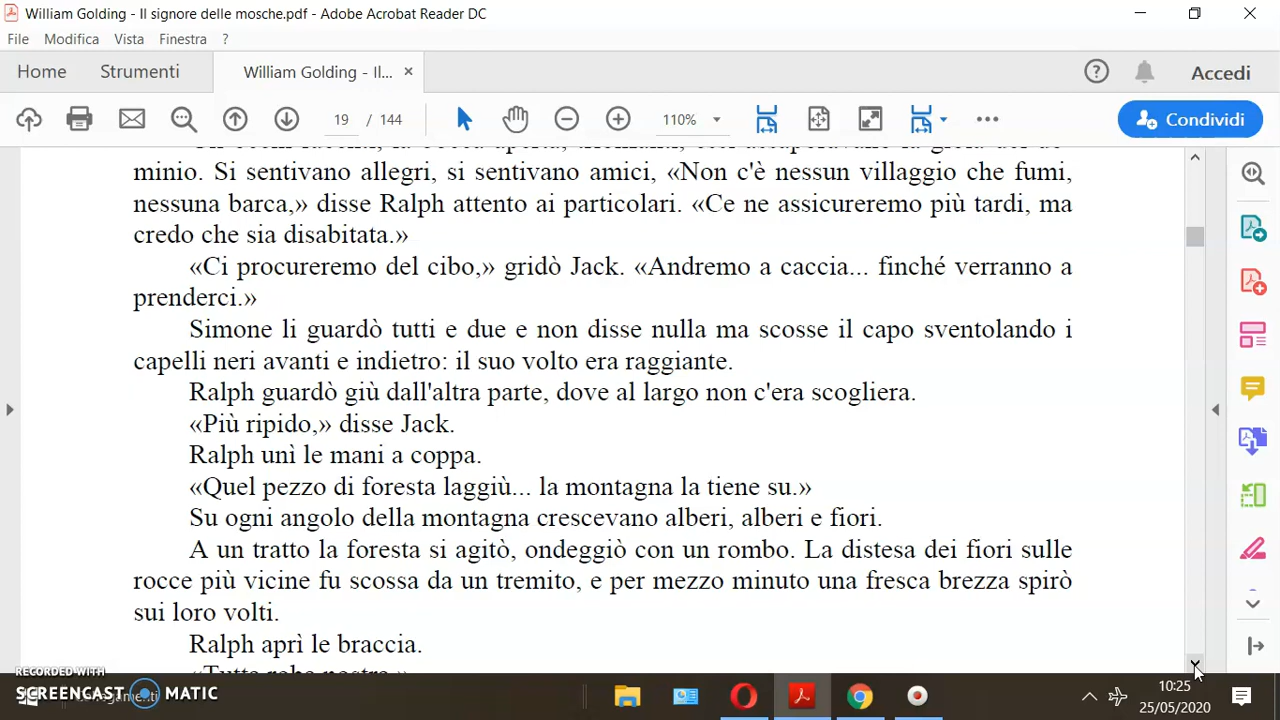 William Golding - Il signore delle mosche.pdf - Adobe Acrobat Reader DC
File Modifica Vista Finestra ?
Home Strumenti William Golding - Il... × Accedi
19 / 144 110% Condividi
minio. Si sentivano allegri, si sentivano amici, «Non c'è nessun villaggio che fumi,
nessuna barca,» disse Ralph attento ai particolari. «Ce ne assicureremo più tardi, ma
credo che sia disabitata.»
«Ci procureremo del cibo,» gridò Jack. «Andremo a caccia... finché verranno a
prenderci.»
Simone li guardò tutti e due e non disse nulla ma scosse il capo sventolando i
capelli neri avanti e indietro: il suo volto era raggiante.
Ralph guardò giù dall'altra parte, dove al largo non c'era scogliera.
«Più ripido,» disse Jack.
Ralph unì le mani a coppa.
«Quel pezzo di foresta laggiù... la montagna la tiene su.»
Su ogni angolo della montagna crescevano alberi, alberi e fiori.
A un tratto la foresta si agitò, ondeggiò con un rombo. La distesa dei fiori sulle
rocce più vicine fu scossa da un tremito, e per mezzo minuto una fresca brezza spirò
sui loro volti.
Ralph aprì le braccia.
RECORDED WITH
SCREENCAST MATIC
10:25
25/05/2020